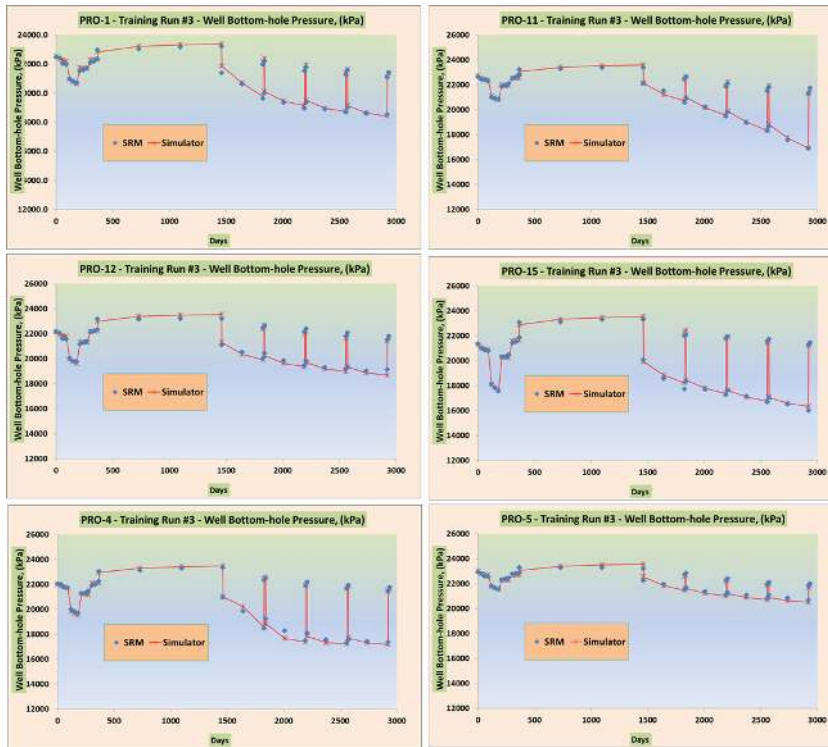 PRO-1 - Training Run #3 - Well Bottom-hole Pressure, (kPa)
Well Bottom-hole Pressure, (kPa)
24000.0
12000.0
SRM Simulator
0 500 1000 1500 2000 2500 3000
Days
PRO-11 - Training Run #3 - Well Bottom-hole Pressure, (kPa)
Well Bottom-hole Pressure, (kPa)
26000
24000
22000
20000
18000
16000
14000
12000
SRM Simulator
0 500 1000 1500 2000 2500 3000
Days
PRO-12 - Training Run #3 - Well Bottom-hole Pressure, (kPa)
Well Bottom-hole Pressure, (kPa)
26000
24000
22000
20000
18000
16000
14000
12000
SRM Simulator
0 500 1000 1500 2000 2500 3000
Days
PRO-15 - Training Run #3 - Well Bottom-hole Pressure, (kPa)
Well Bottom-hole Pressure, (kPa)
26000
24000
22000
20000
18000
16000
14000
12000
SRM Simulator
0 500 1000 1500 2000 2500 3000
Days
PRO-4 - Training Run #3 - Well Bottom-hole Pressure, (kPa)
Well Bottom-hole Pressure, (kPa)
26000
24000
22000
20000
18000
16000
14000
12000
SRM Simulator
0 500 1000 1500 2000 2500 3000
Days
PRO-5 - Training Run #3 - Well Bottom-hole Pressure, (kPa)
Well Bottom-hole Pressure, (kPa)
26000
24000
22000
20000
18000
16000
14000
12000
SRM Simulator
0 500 1000 1500 2000 2500 3000
Days